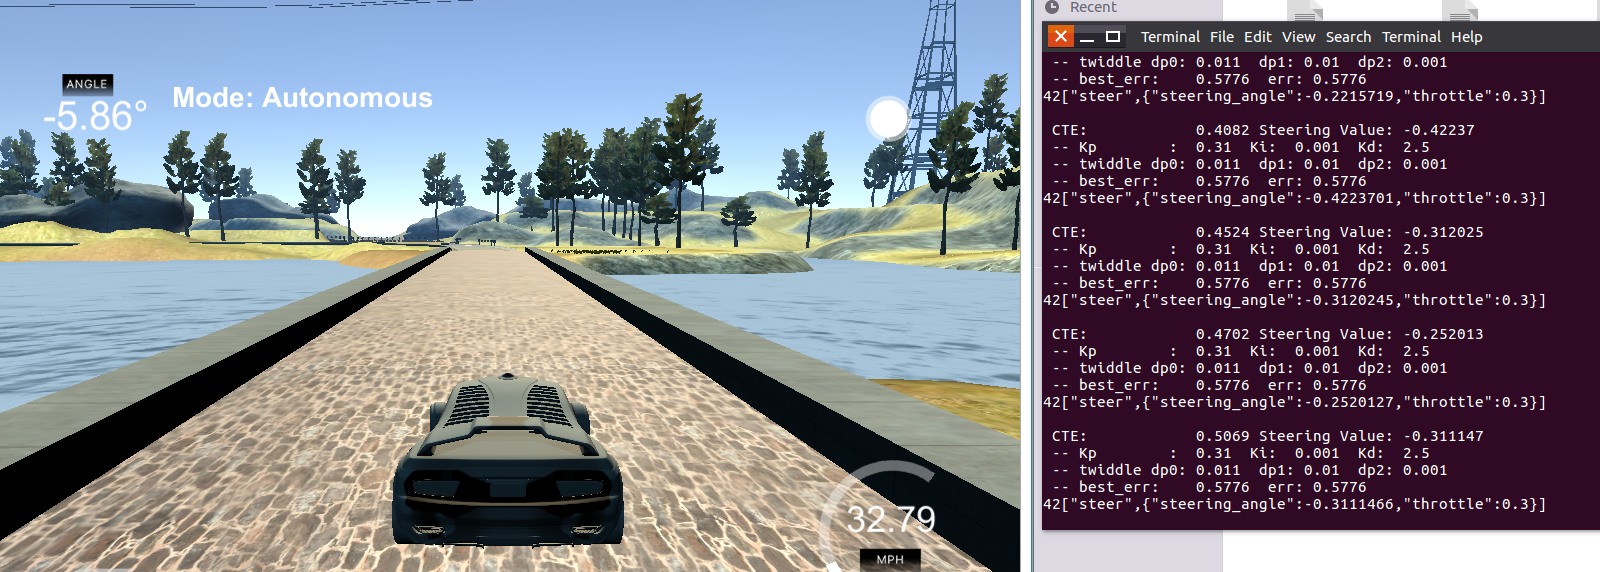 ANGLE
-5.86°
Mode: Autonomous
32.79
MPH
Recent
Terminal File Edit View Search Terminal Help
-- twiddle dp0: 0.011  dp1: 0.01  dp2: 0.001
-- best_err:    0.5776  err: 0.5776
42["steer",{"steering_angle":-0.2215719,"throttle":0.3}]
CTE:            0.4082 Steering Value: -0.42237
-- Kp        :  0.31  Ki:  0.001  Kd:  2.5
-- twiddle dp0: 0.011  dp1: 0.01  dp2: 0.001
-- best_err:    0.5776  err: 0.5776
42["steer",{"steering_angle":-0.4223701,"throttle":0.3}]
CTE:            0.4524 Steering Value: -0.312025
-- Kp        :  0.31  Ki:  0.001  Kd:  2.5
-- twiddle dp0: 0.011  dp1: 0.01  dp2: 0.001
-- best_err:    0.5776  err: 0.5776
42["steer",{"steering_angle":-0.3120245,"throttle":0.3}]
CTE:            0.4702 Steering Value: -0.252013
-- Kp        :  0.31  Ki:  0.001  Kd:  2.5
-- twiddle dp0: 0.011  dp1: 0.01  dp2: 0.001
-- best_err:    0.5776  err: 0.5776
42["steer",{"steering_angle":-0.2520127,"throttle":0.3}]
CTE:            0.5069 Steering Value: -0.311147
-- Kp        :  0.31  Ki:  0.001  Kd:  2.5
-- twiddle dp0: 0.011  dp1: 0.01  dp2: 0.001
-- best_err:    0.5776  err: 0.5776
42["steer",{"steering_angle":-0.3111466,"throttle":0.3}]